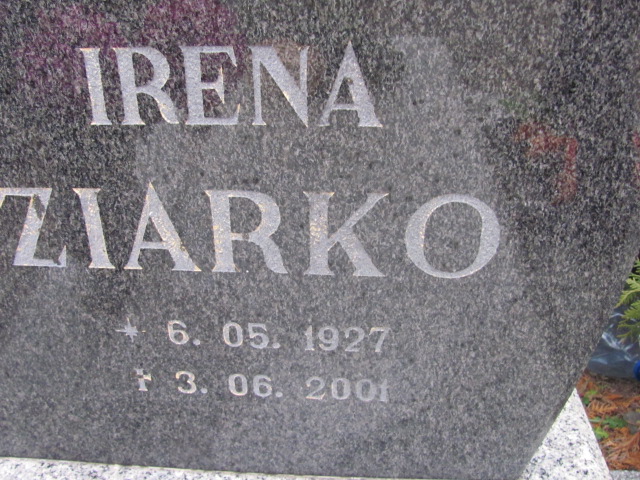 IRENA
ZIARKO
* 6. 05. 1927
✝ 3. 06. 2001